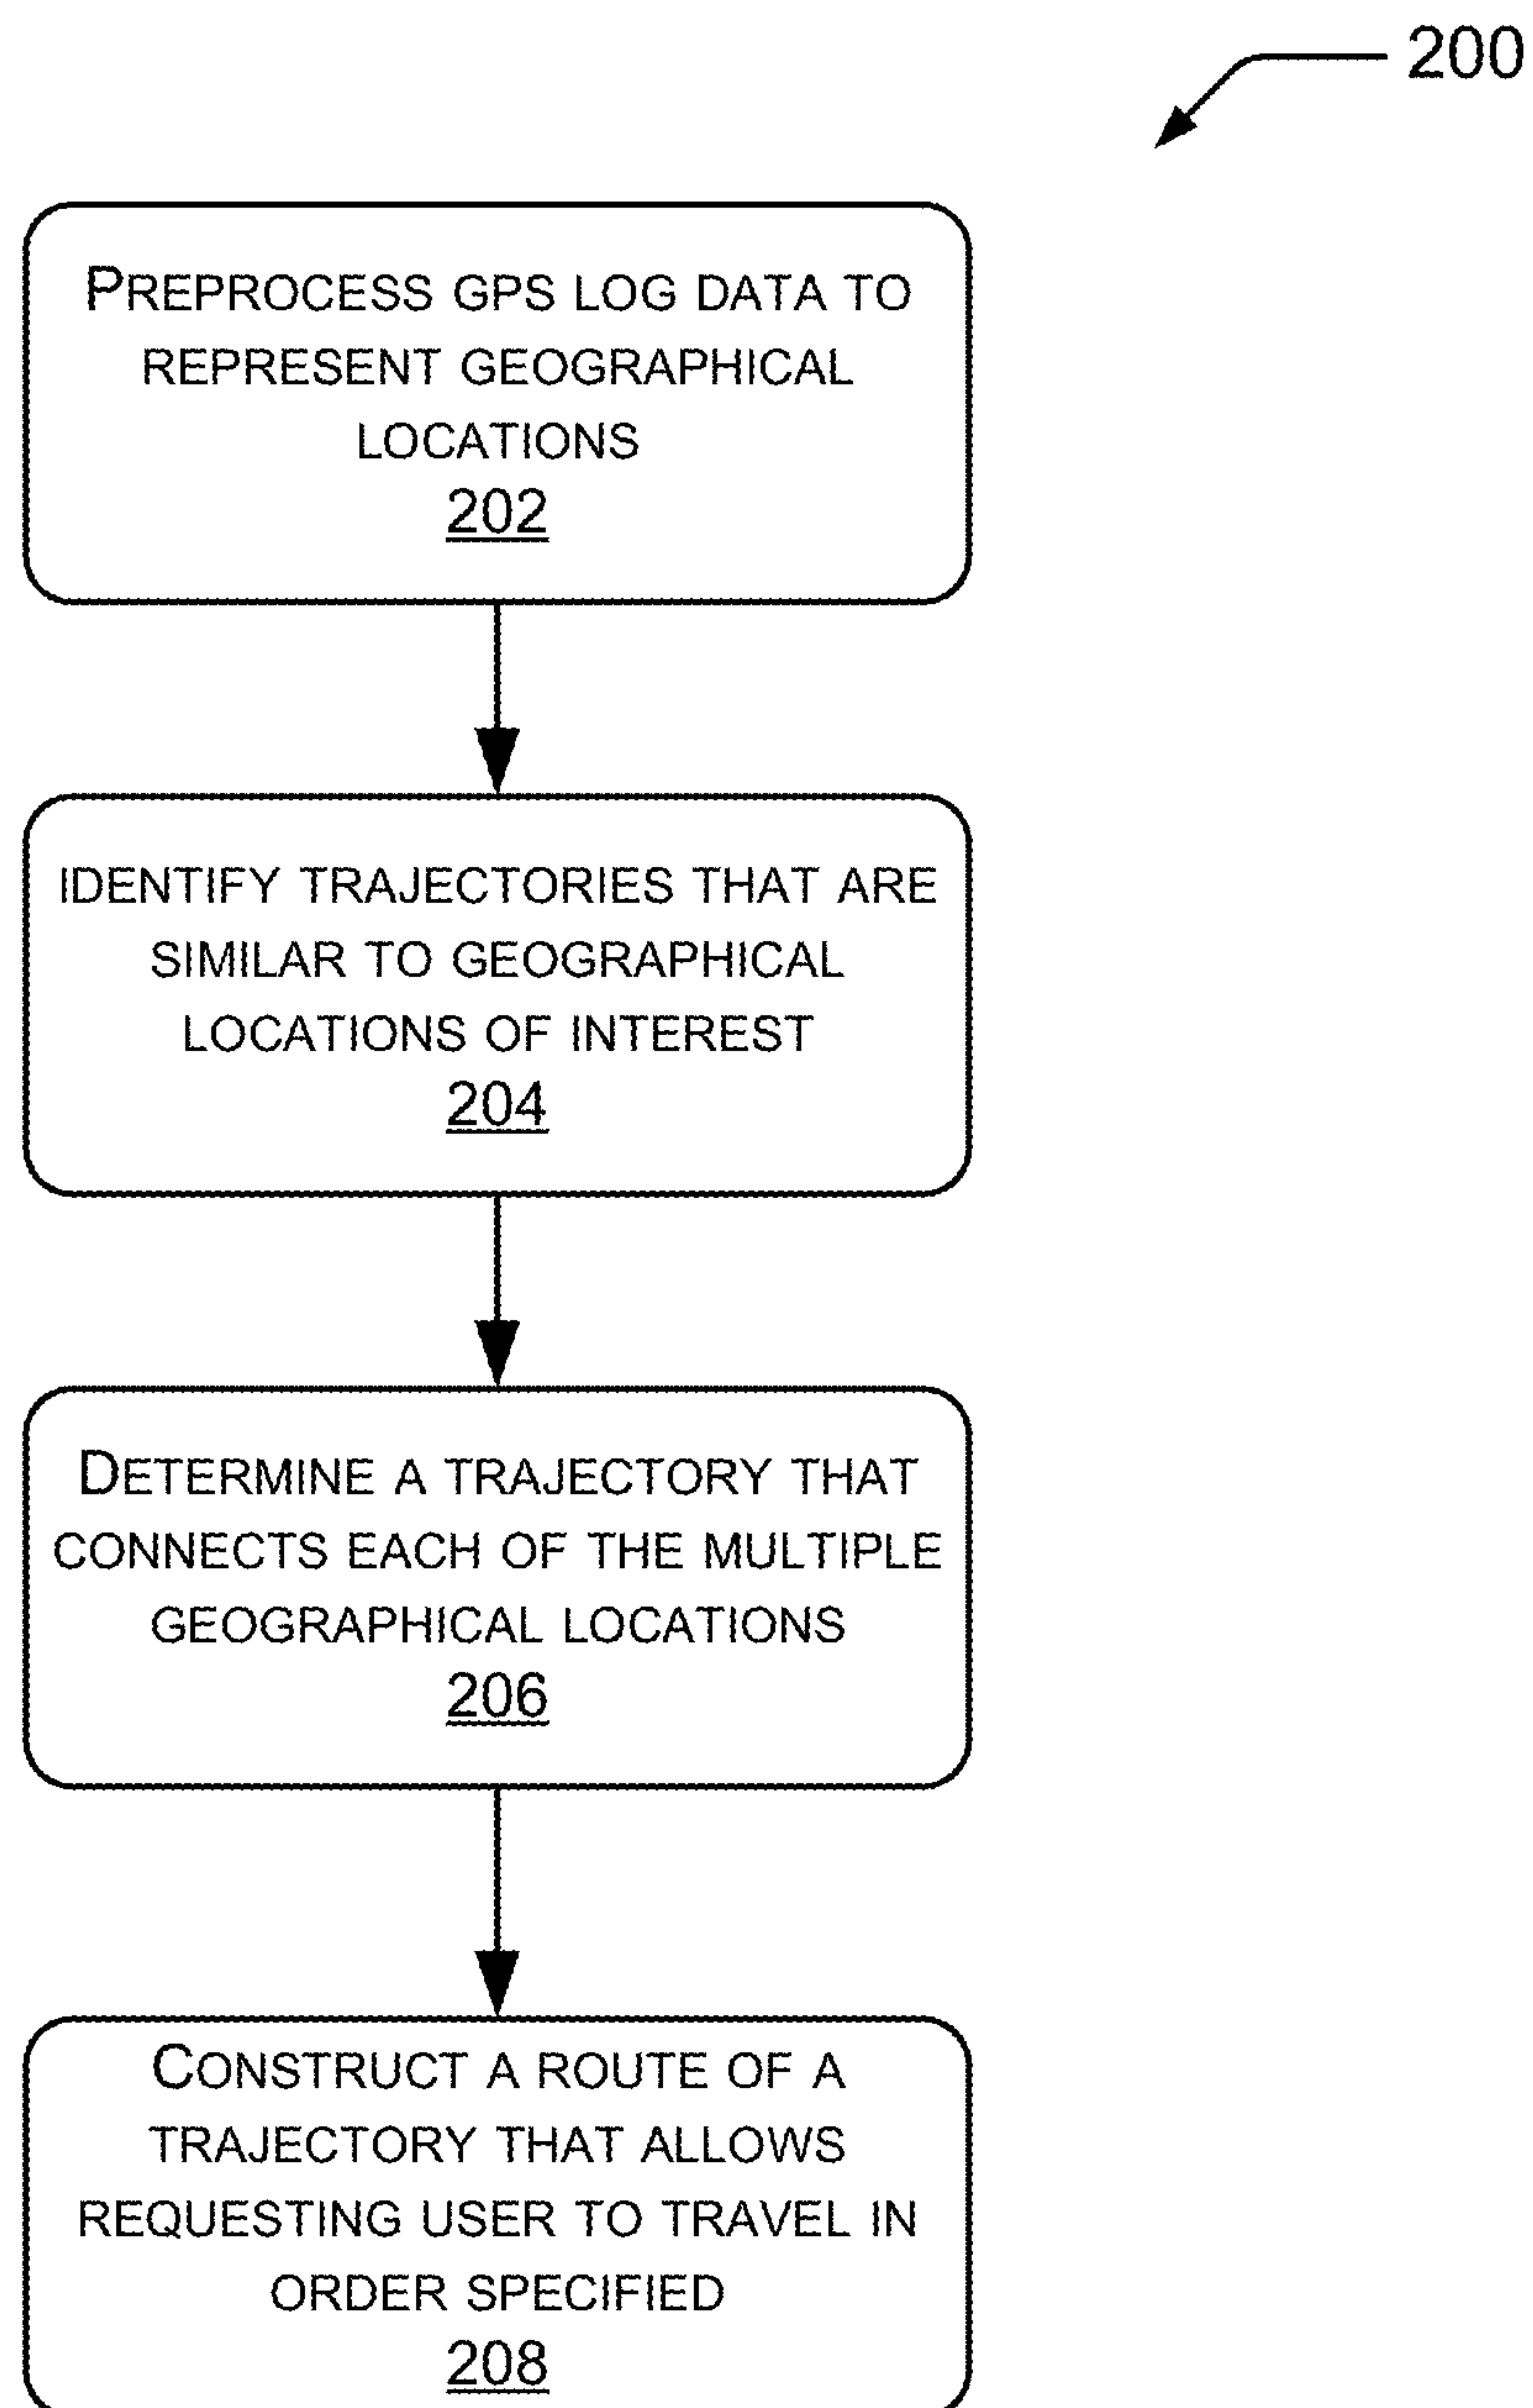 200
PREPROCESS GPS LOG DATA TO
REPRESENT GEOGRAPHICAL
LOCATIONS
202
IDENTIFY TRAJECTORIES THAT ARE
SIMILAR TO GEOGRAPHICAL
LOCATIONS OF INTEREST
204
DETERMINE A TRAJECTORY THAT
CONNECTS EACH OF THE MULTIPLE
GEOGRAPHICAL LOCATIONS
206
CONSTRUCT A ROUTE OF A
TRAJECTORY THAT ALLOWS
REQUESTING USER TO TRAVEL IN
ORDER SPECIFIED
208